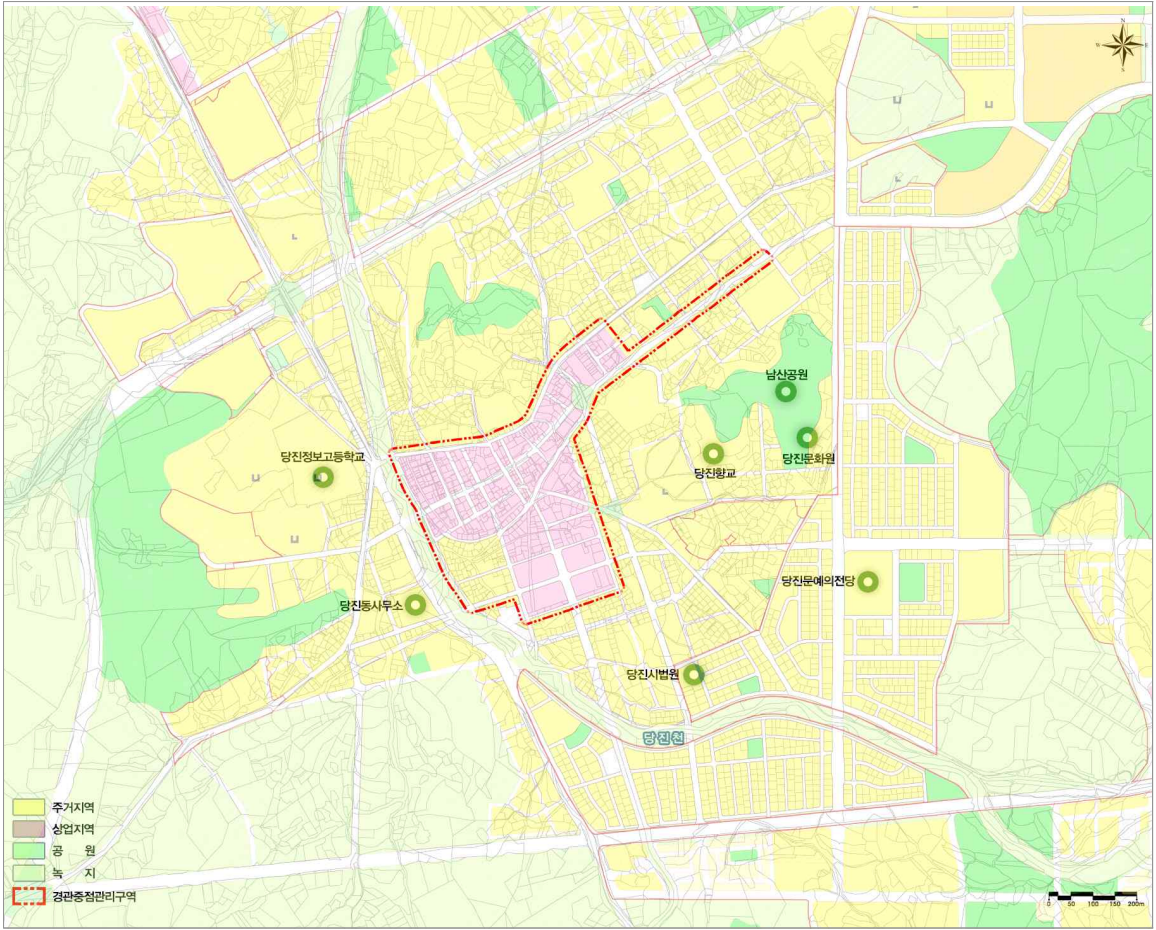 N
W
E
S
남산공원
당진문화원
당진향교
당진정보고등학교
당진문예의전당
당진동사무소
당진시법원
당진천
주거지역
상업지역
공 원
녹 지
경관중점관리구역
0 50 100 150 200m